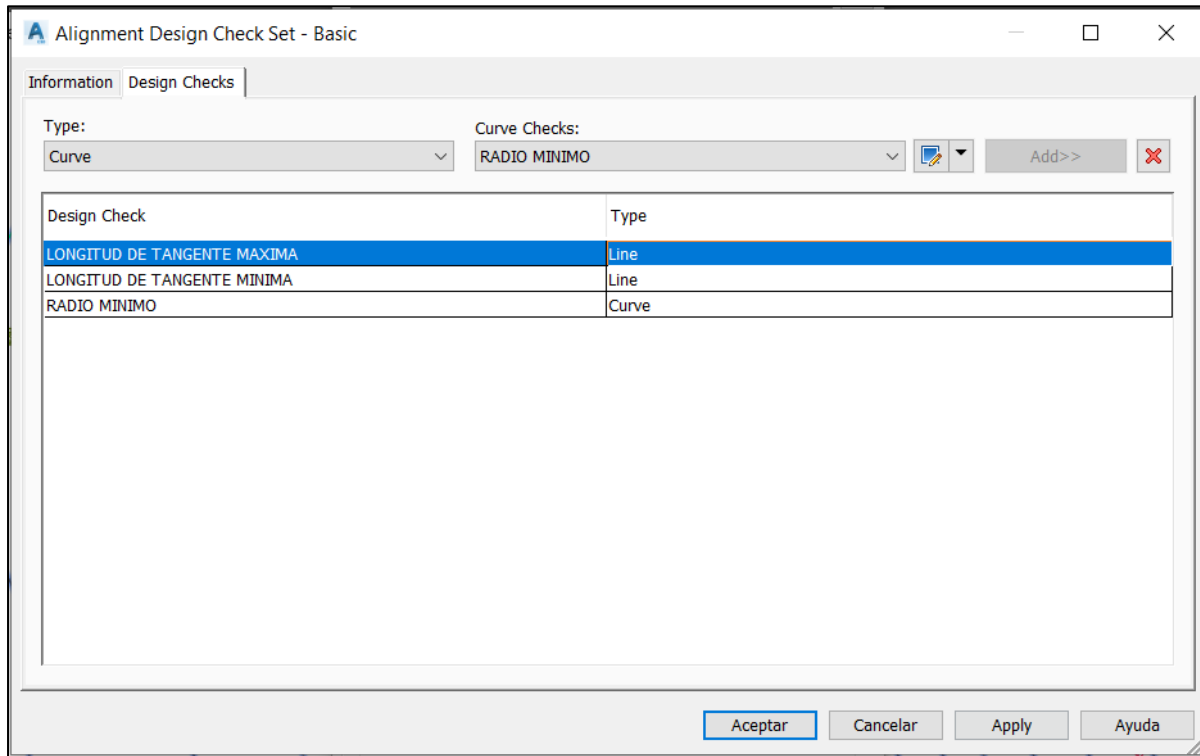 Alignment Design Check Set - Basic
Information Design Checks
Type: Curve Checks:
Curve RADIO MINIMO Add>>
Design Check Type
LONGITUD DE TANGENTE MAXIMA Line
LONGITUD DE TANGENTE MINIMA Line
RADIO MINIMO Curve
Aceptar Cancelar Apply Ayuda